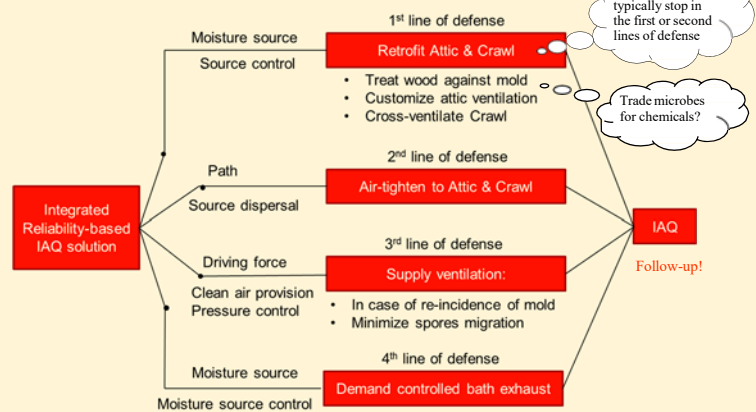 typically stop in
the first or second
lines of defense
1st line of defense
Moisture source
Source control
Retrofit Attic & Crawl
• Treat wood against mold
• Customize attic ventilation
• Cross-ventilate Crawl
Trade microbes
for chemicals?
2nd line of defense
Path
Source dispersal
Air-tighten to Attic & Crawl
Integrated
Reliability-based
IAQ solution
IAQ
Follow-up!
3rd line of defense
Driving force
Clean air provision
Pressure control
Supply ventilation:
• In case of re-incidence of mold
• Minimize spores migration
4th line of defense
Moisture source
Moisture source control
Demand controlled bath exhaust